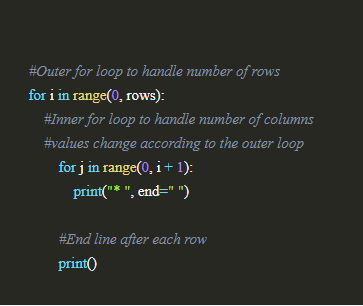 #Outer for loop to handle number of rows
for i in range(0, rows):
#Inner for loop to handle number of columns
#values change according to the outer loop
for j in range(0, i + 1):
print("* ", end=" ")
#End line after each row
print()